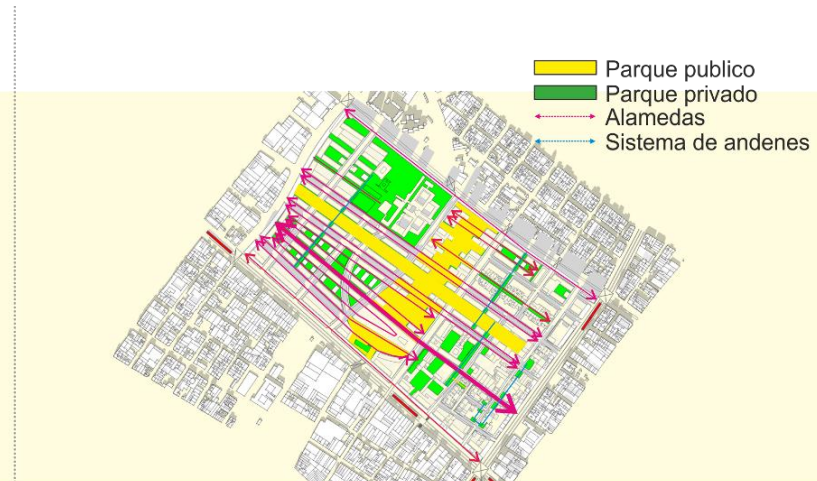 Parque publico
Parque privado
Alamedas
Sistema de andenes